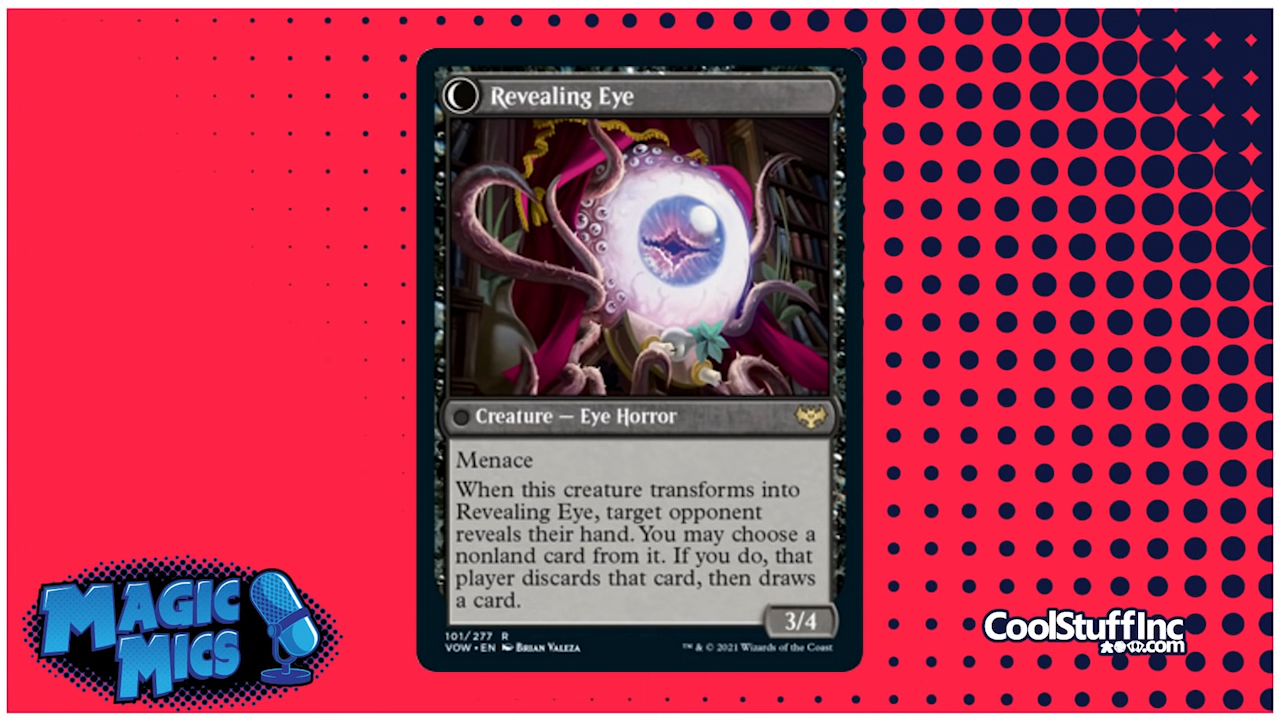 Revealing Eye
Creature — Eye Horror
Menace
When this creature transforms into
Revealing Eye, target opponent
reveals their hand. You may choose a
nonland card from it. If you do, that
player discards that card, then draws
a card.
3/4
101/277 R
VOW • EN BRIAN VALEZA
™ & © 2021 Wizards of the Coast
MAGIC
MICS
CoolStuffInc
.com